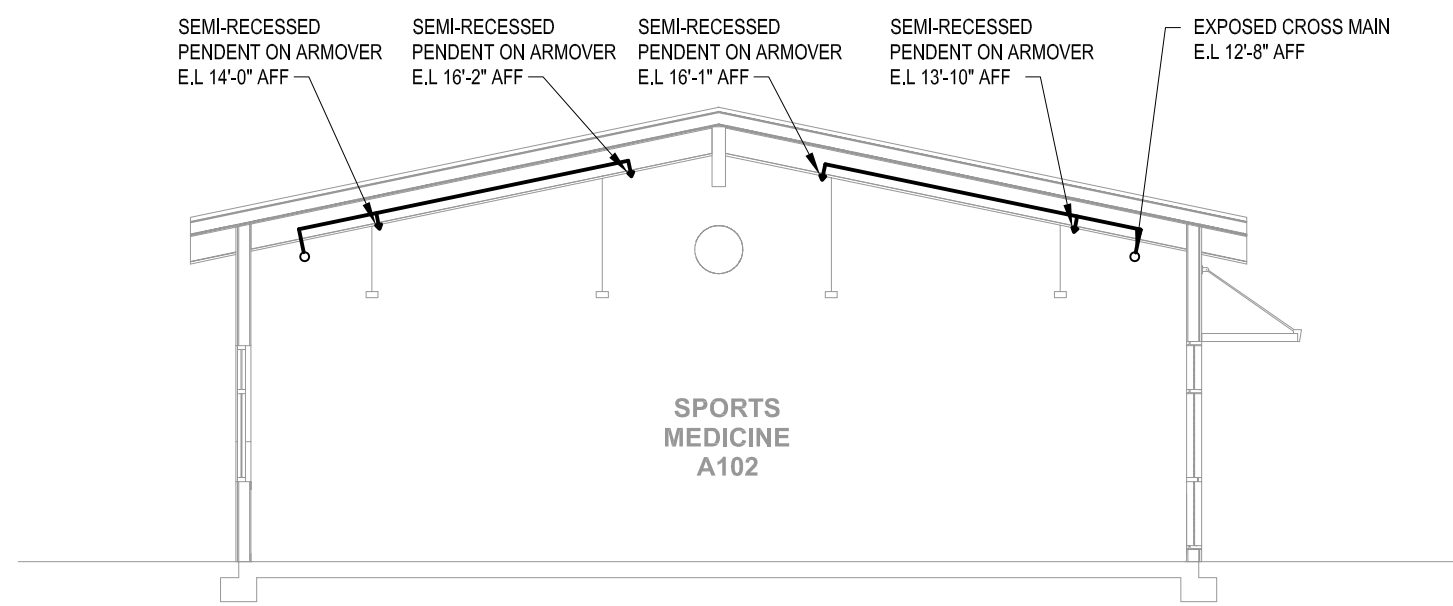 SEMI-RECESSED
PENDENT ON ARMOVER
E.L 14'-0" AFF
SEMI-RECESSED
PENDENT ON ARMOVER
E.L 16'-2" AFF
SEMI-RECESSED
PENDENT ON ARMOVER
E.L 16'-1" AFF
SEMI-RECESSED
PENDENT ON ARMOVER
E.L 13'-10" AFF
EXPOSED CROSS MAIN
E.L 12'-8" AFF
SPORTS
MEDICINE
A102